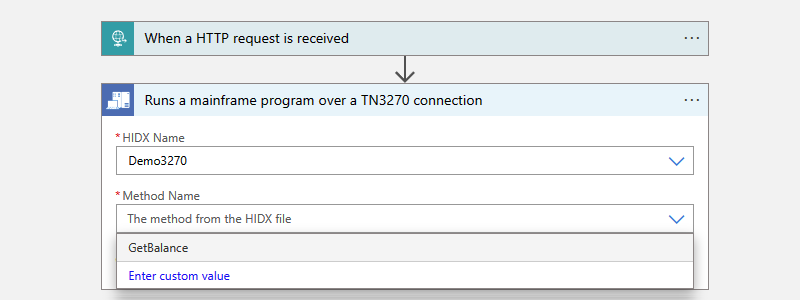 When a HTTP request is received
...
Runs a mainframe program over a TN3270 connection
...
* HIDX Name
Demo3270
* Method Name
The method from the HIDX file
GetBalance
Enter custom value